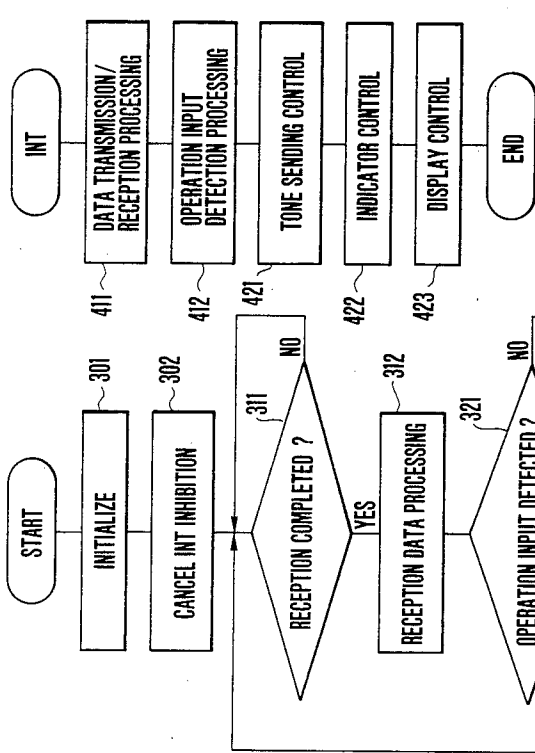 START
INITIALIZE
301
CANCEL INT INHIBITION
302
RECEPTION COMPLETED ?
311
NO
YES
RECEPTION DATA PROCESSING
312
OPERATION INPUT DETECTED ?
321
NO
INT
DATA TRANSMISSION/
RECEPTION PROCESSING
411
OPERATION INPUT
DETECTION PROCESSING
412
TONE SENDING CONTROL
421
INDICATOR CONTROL
422
DISPLAY CONTROL
423
END